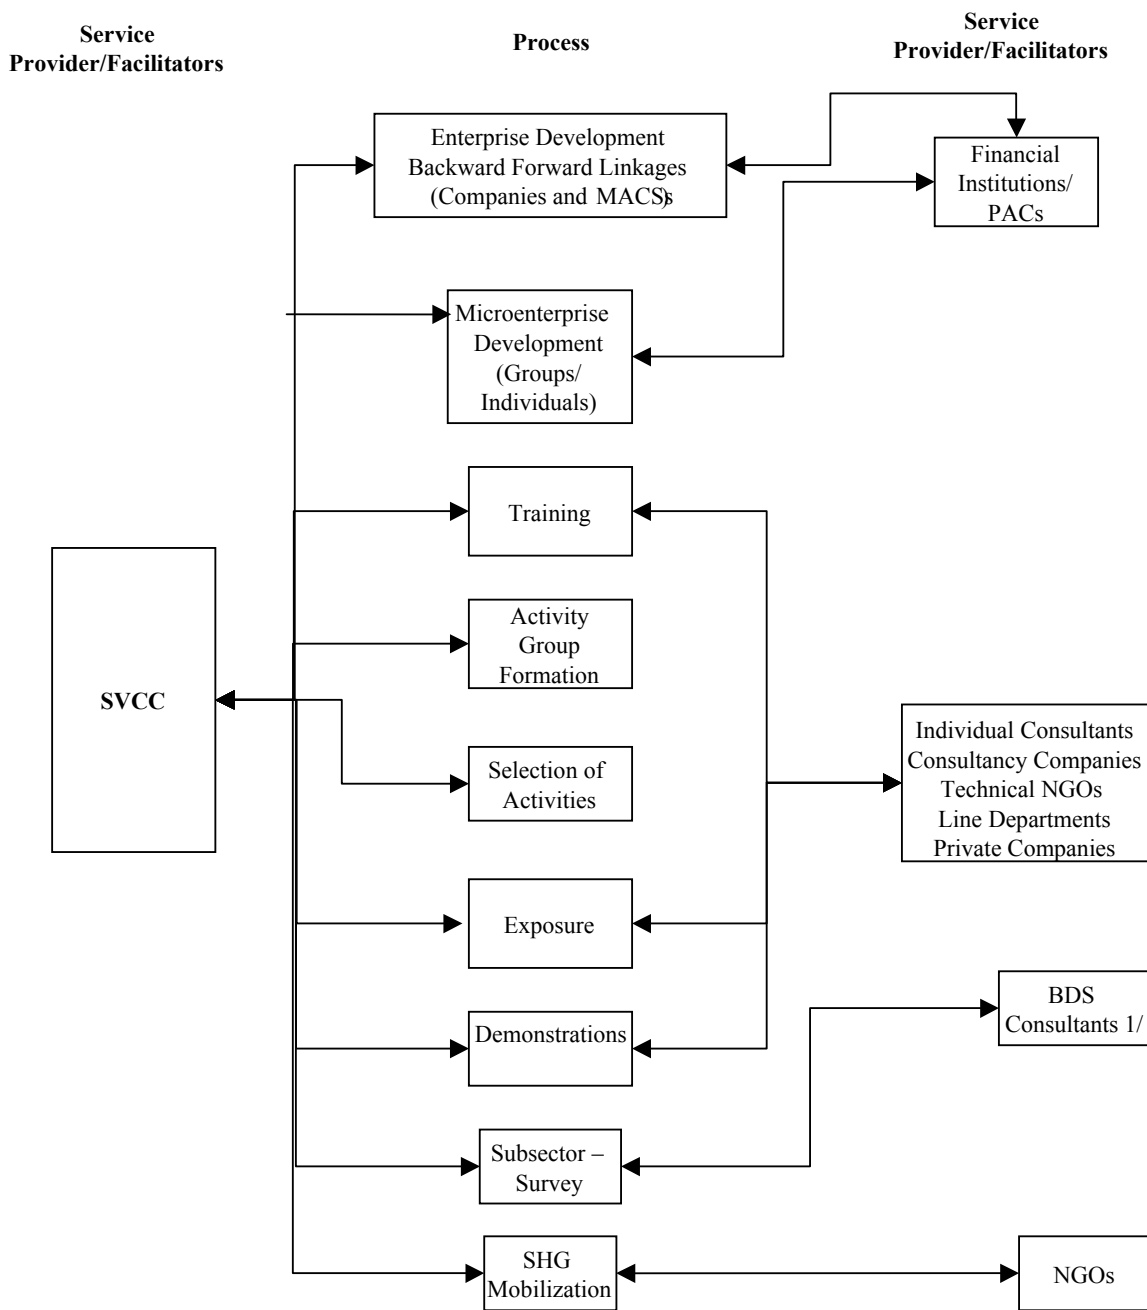 Service
Provider/Facilitators
Process
Service
Provider/Facilitators
Enterprise Development
Backward Forward Linkages
(Companies and MACSs)
Financial
Institutions/
PACs
Microenterprise
Development
(Groups/
Individuals)
Training
Activity
Group
Formation
SVCC
Selection of
Activities
Individual Consultants
Consultancy Companies
Technical NGOs
Line Departments
Private Companies
Exposure
Demonstrations
BDS
Consultants 1/
Subsector –
Survey
SHG
Mobilization
NGOs